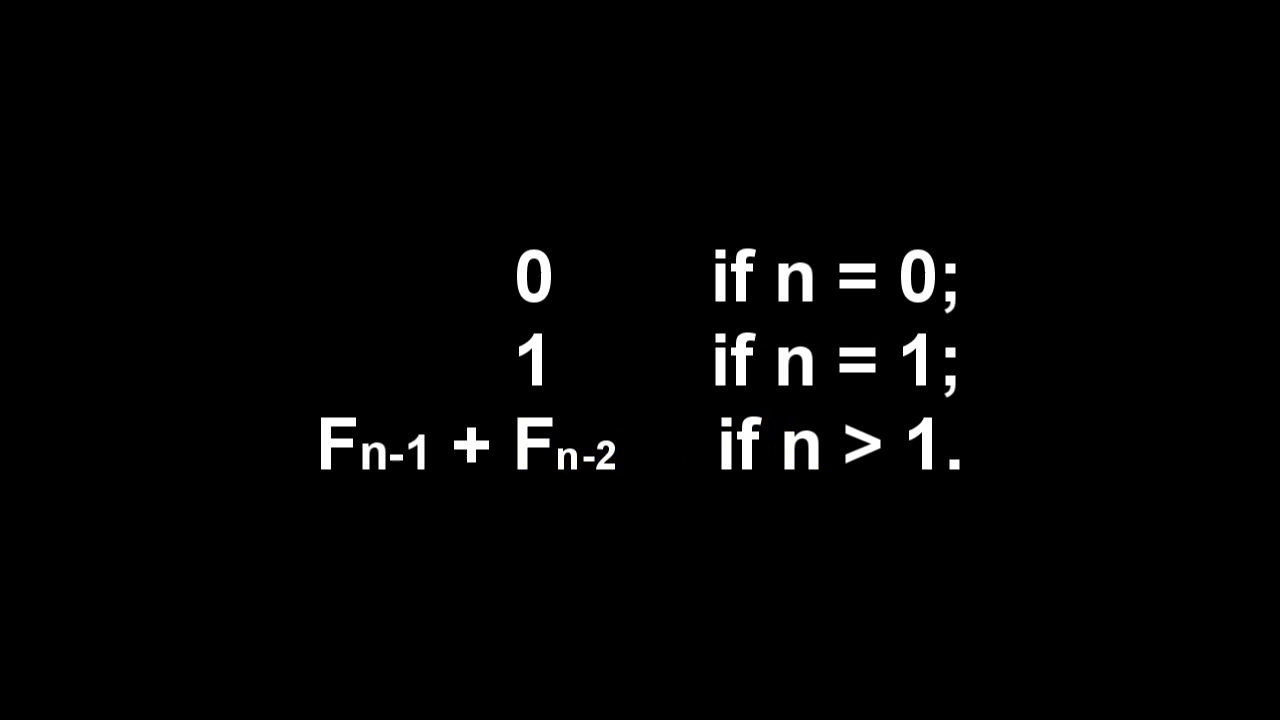 0 if n = 0;
1 if n = 1;
Fn-1 + Fn-2 if n > 1.